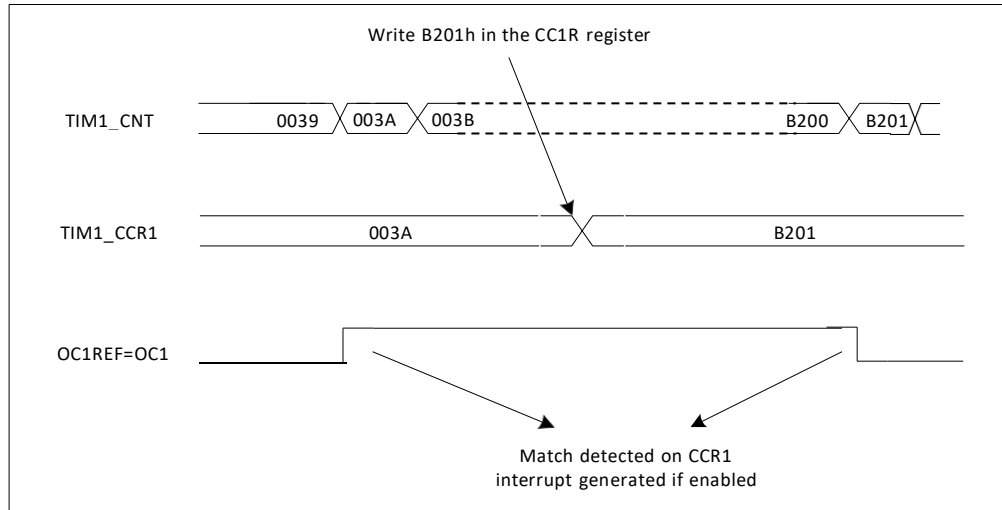 Write B201h in the CC1R register
TIM1_CNT 0039 003A 003B B200 B201
TIM1_CCR1 003A B201
OC1REF=OC1
Match detected on CCR1
interrupt generated if enabled